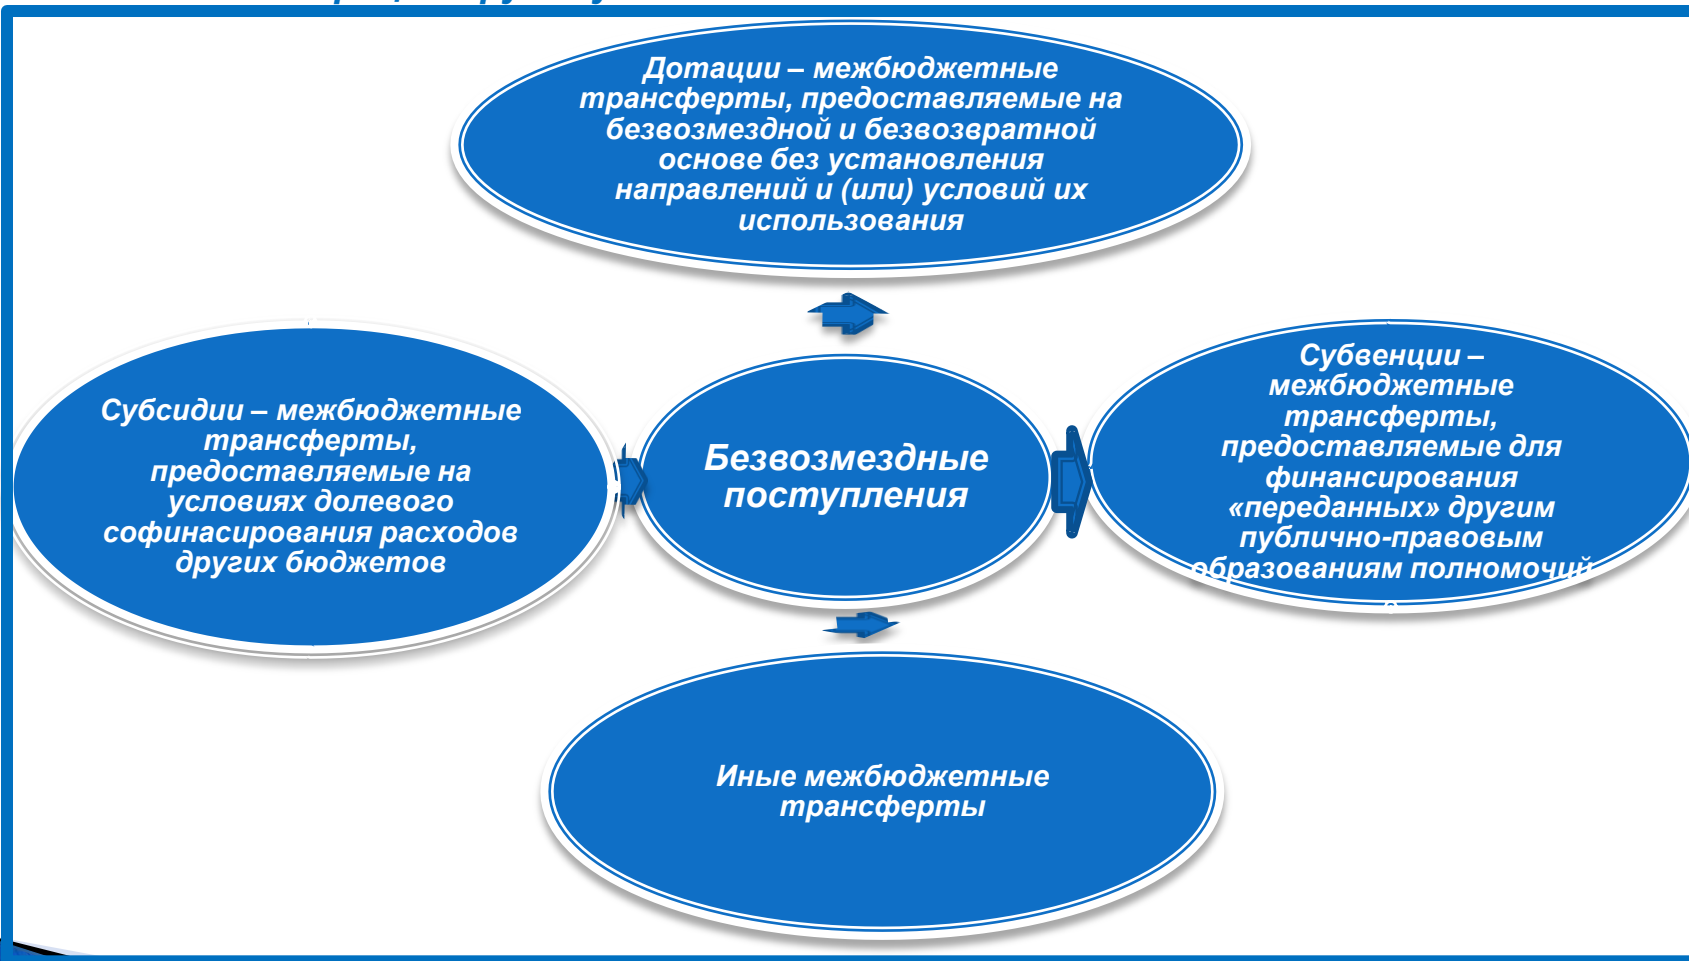 Дотации – межбюджетные
трансферты, предоставляемые на
безвозмездной и безвозвратной
основе без установления
направлений и (или) условий их
использования
Субсидии – межбюджетные
трансферты,
предоставляемые на
условиях долевого
софинасирования расходов
других бюджетов
Безвозмездные
поступления
Субвенции –
межбюджетные
трансферты,
предоставляемые для
финансирования
«переданных» другим
публично-правовым
образованиям полномочий
Иные межбюджетные
трансферты